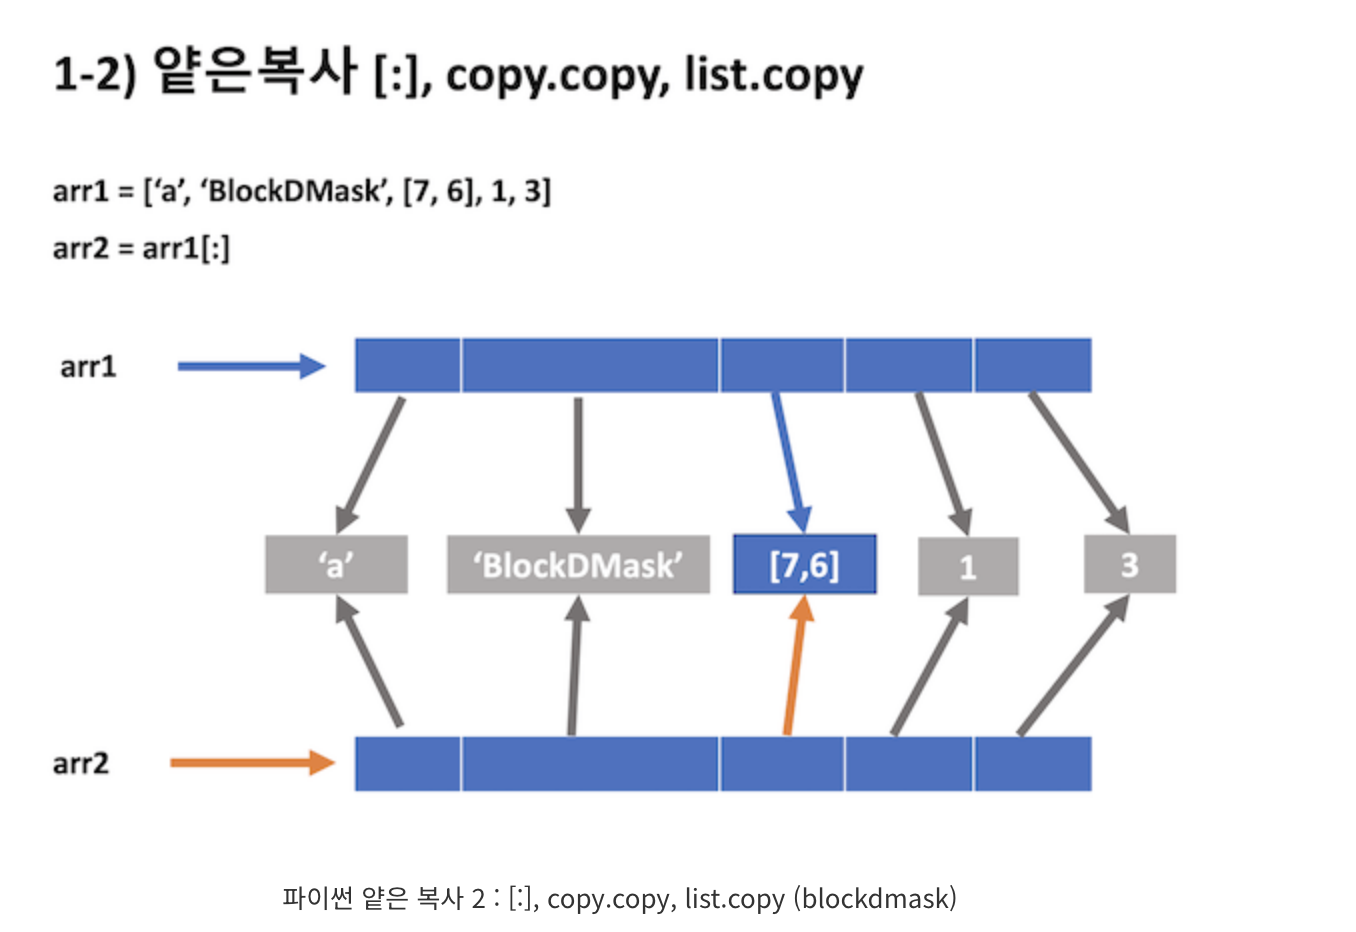 1-2) 얕은복사 [:], copy.copy, list.copy
arr1 = [‘a’, ‘BlockDMask’, [7, 6], 1, 3]
arr2 = arr1[:]
arr1
‘a’
‘BlockDMask’
[7,6]
1
3
arr2
파이썬 얕은 복사 2 : [:], copy.copy, list.copy (blockdmask)